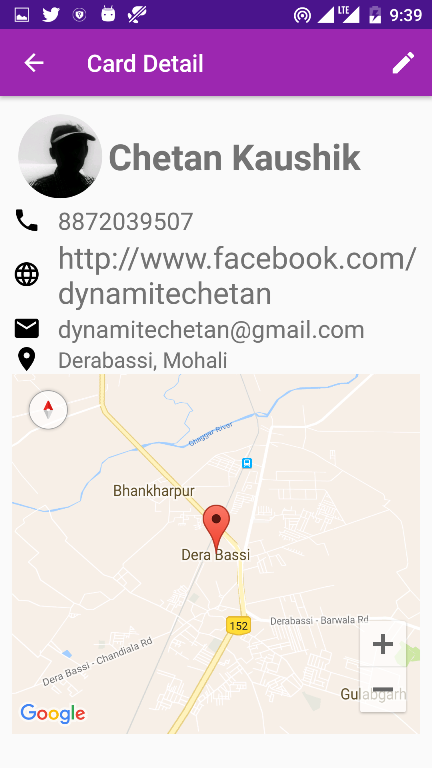 LTE 9:39
Card Detail
Chetan Kaushik
8872039507
http://www.facebook.com/
dynamitechetan
dynamitechetan@gmail.com
Derabassi, Mohali
Ghaggar River
Bhankharpur
Dera Bassi
152
Derabassi - Barwala Rd
Dera Bassi - Chandiala Rd
+
Gulabgarh
−
Google